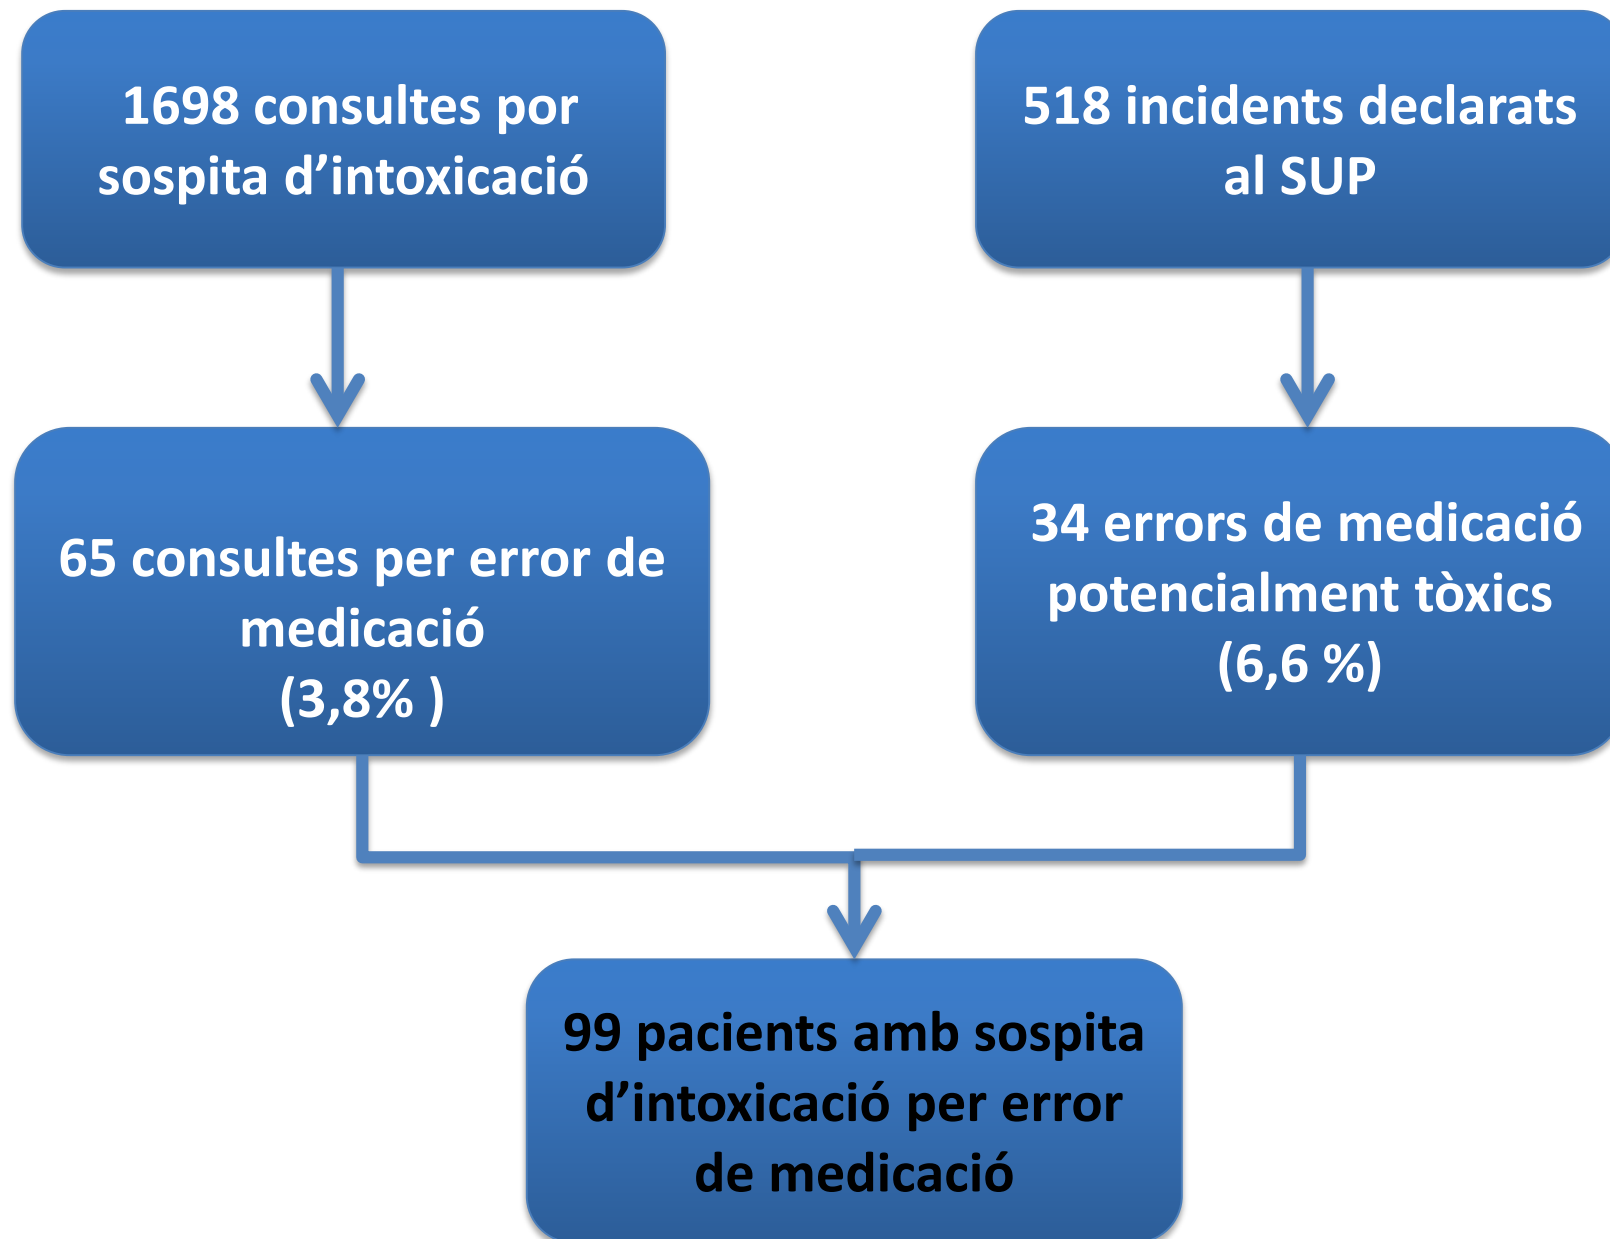 1698 consultes por
sospita d’intoxicació
518 incidents declarats
al SUP
65 consultes per error de
medicació
(3,8% )
34 errors de medicació
potencialment tòxics
(6,6 %)
99 pacients amb sospita
d’intoxicació per error
de medicació